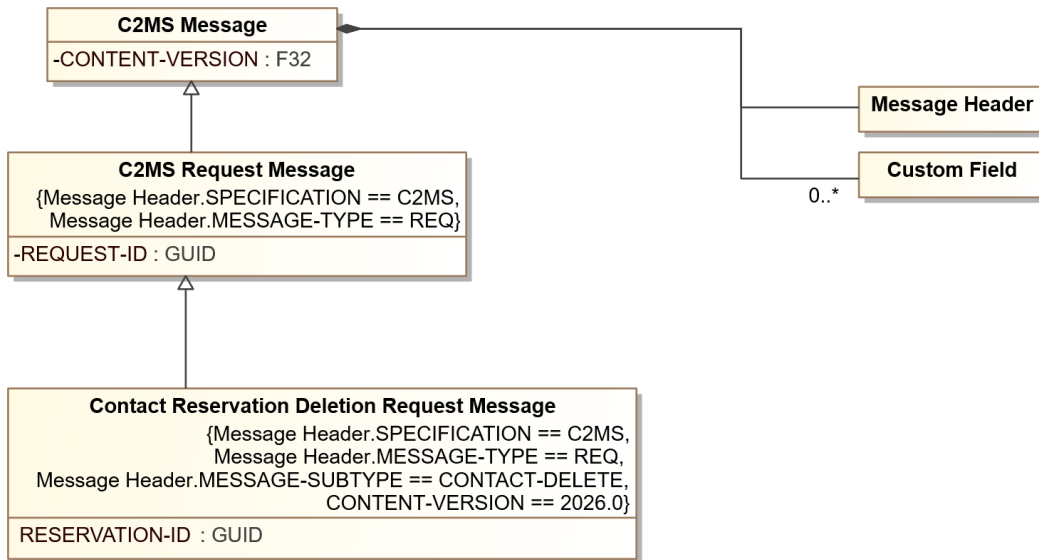 C2MS Message
-CONTENT-VERSION : F32
Message Header
Custom Field
0..*
C2MS Request Message
{Message Header.SPECIFICATION == C2MS,
Message Header.MESSAGE-TYPE == REQ}
-REQUEST-ID : GUID
Contact Reservation Deletion Request Message
{Message Header.SPECIFICATION == C2MS,
Message Header.MESSAGE-TYPE == REQ,
Message Header.MESSAGE-SUBTYPE == CONTACT-DELETE,
CONTENT-VERSION == 2026.0}
RESERVATION-ID : GUID